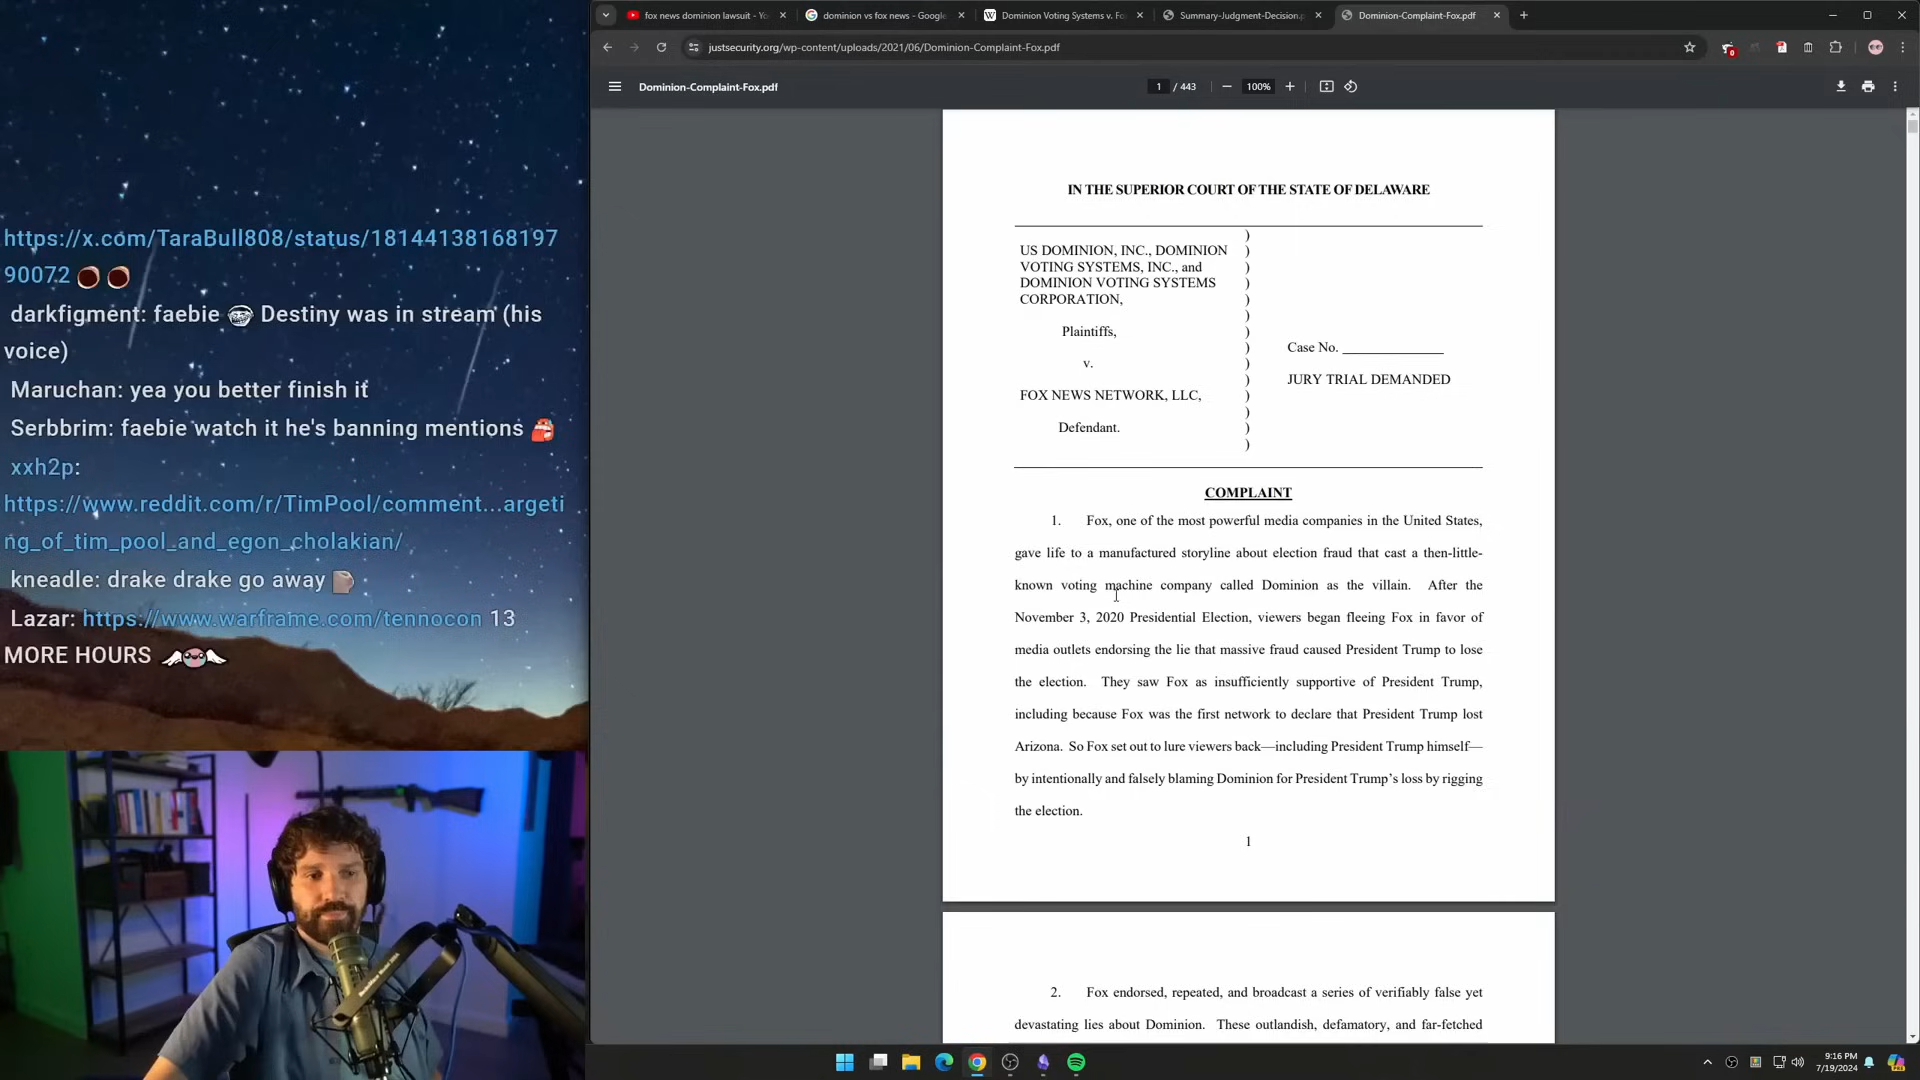 fox news dominion lawsuit - Yo
dominion vs fox news - Google
Dominion Voting Systems v. Fo
Summary-Judgment-Decision.p
Dominion-Complaint-Fox.pdf
justsecurity.org/wp-content/uploads/2021/06/Dominion-Complaint-Fox.pdf
0
Dominion-Complaint-Fox.pdf
1 / 443
100%
https://x.com/TaraBull808/status/18144138168197
90072
darkfigment: faebie Destiny was in stream (his
voice)
Maruchan: yea you better finish it
Serbbrim: faebie watch it he's banning mentions
xxh2p:
https://www.reddit.com/r/TimPool/comment...argeti
ng_of_tim_pool_and_egon_cholakian/
kneadle: drake drake go away
Lazar: https://www.warframe.com/tennocon 13
MORE HOURS
IN THE SUPERIOR COURT OF THE STATE OF DELAWARE
US DOMINION, INC., DOMINION )
VOTING SYSTEMS, INC., and )
DOMINION VOTING SYSTEMS )
CORPORATION, )
Plaintiffs, )
v. )
FOX NEWS NETWORK, LLC, )
Defendant. )
Case No. ______________
JURY TRIAL DEMANDED
COMPLAINT
1. Fox, one of the most powerful media companies in the United States,
gave life to a manufactured storyline about election fraud that cast a then-little-
known voting machine company called Dominion as the villain. After the
November 3, 2020 Presidential Election, viewers began fleeing Fox in favor of
media outlets endorsing the lie that massive fraud caused President Trump to lose
the election. They saw Fox as insufficiently supportive of President Trump,
including because Fox was the first network to declare that President Trump lost
Arizona. So Fox set out to lure viewers back—including President Trump himself—
by intentionally and falsely blaming Dominion for President Trump's loss by rigging
the election.
1
2. Fox endorsed, repeated, and broadcast a series of verifiably false yet
devastating lies about Dominion. These outlandish, defamatory, and far-fetched
9:16 PM
7/19/2024